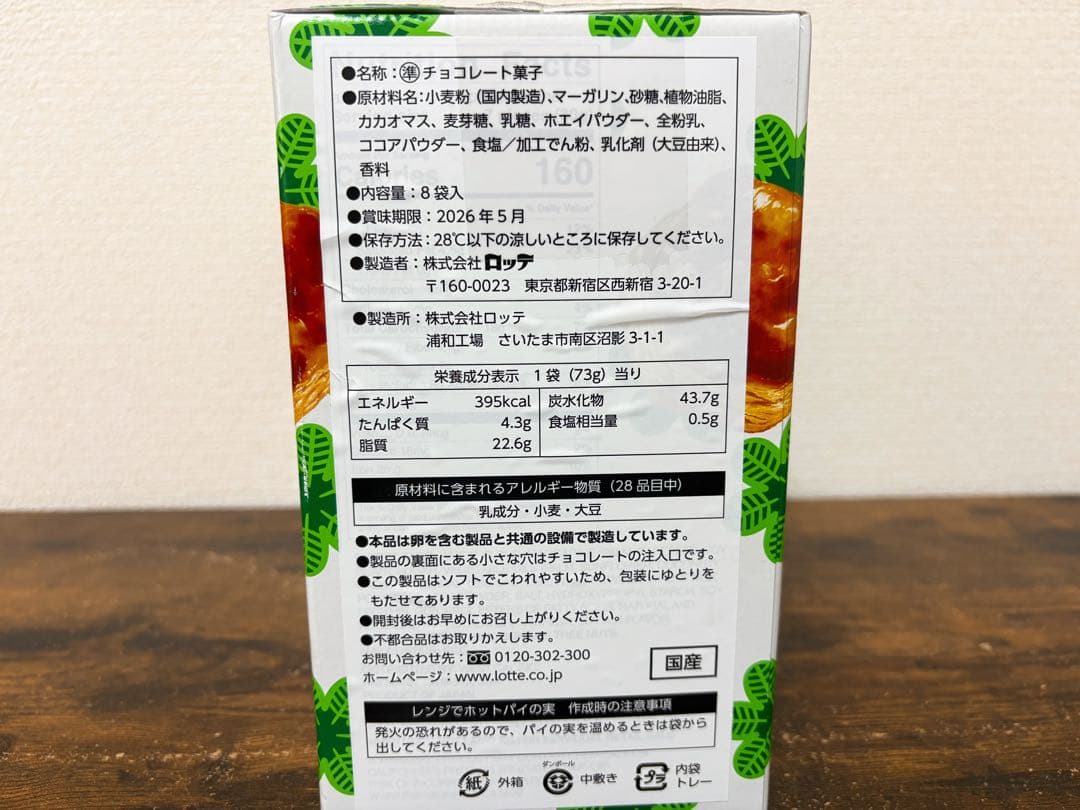 ●名称：㊜チョコレート菓子
●原材料名：小麦粉（国内製造）、マーガリン、砂糖、植物油脂、
カカオマス、麦芽糖、乳糖、ホエイパウダー、全粉乳、
ココアパウダー、食塩／加工でん粉、乳化剤（大豆由来）、
香料
●内容量：8袋入
●賞味期限：2026年5月
●保存方法：28℃以下の涼しいところに保存してください。
●製造者：株式会社ロッテ
〒160-0023 東京都新宿区西新宿3-20-1
●製造所：株式会社ロッテ
浦和工場 さいたま市南区沼影3-1-1
栄養成分表示 1袋（73g）当り
エネルギー 395kcal
たんぱく質 4.3g
脂質 22.6g
炭水化物 43.7g
食塩相当量 0.5g
原材料に含まれるアレルギー物質（28品目中）
乳成分・小麦・大豆
●本品は卵を含む製品と共通の設備で製造しています。
●製品の裏面にある小さな穴はチョコレートの注入口です。
●この製品はソフトでこわれやすいため、包装にゆとりを
もたせてあります。
●開封後はお早めにお召し上がりください。
●不都合品はお取りかえします。
お問い合わせ先：0120-302-300
ホームページ：www.lotte.co.jp
国産
レンジでホットパイの実 作成時の注意事項
発火の恐れがあるので、パイの実を温めるときは袋から
出してください。
紙 外箱
ダンボール
中敷き
プラ 内袋
トレー
Nutrition Facts
Calories 160
% Daily Value*